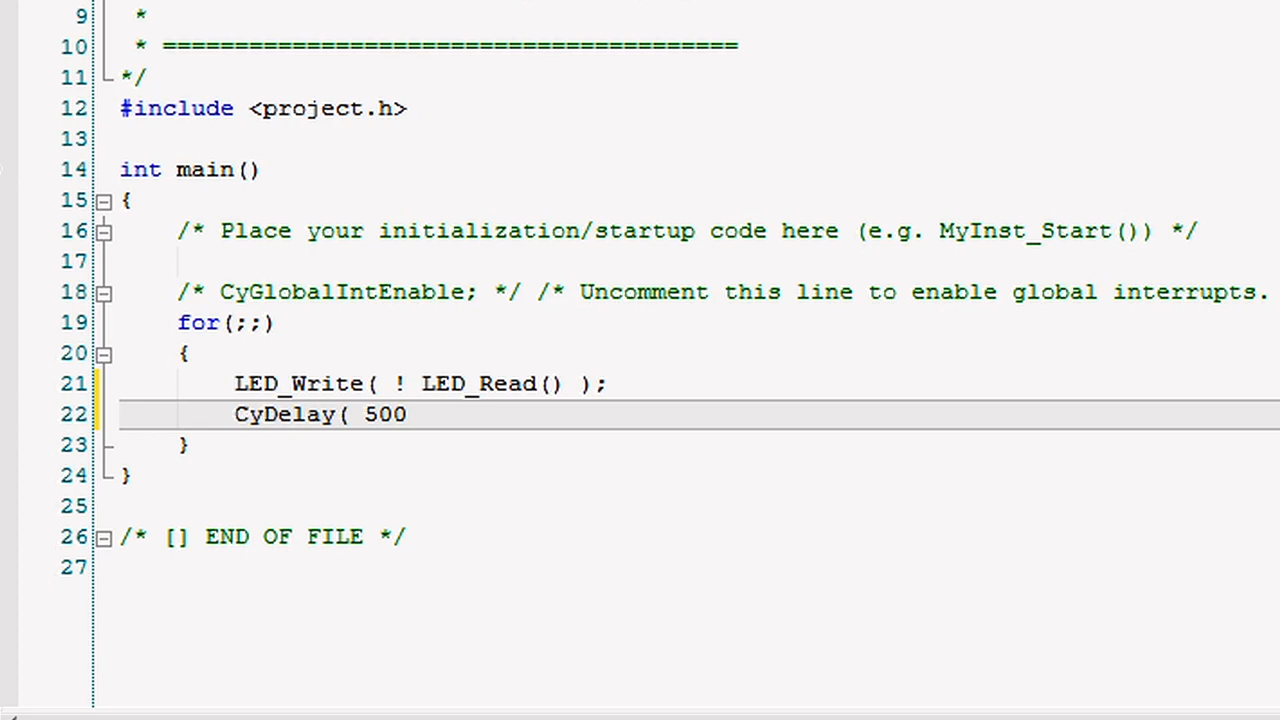 9 *
10 * ========================================
11 */
12 #include <project.h>
13
14 int main()
15 {
16 /* Place your initialization/startup code here (e.g. MyInst_Start()) */
17
18 /* CyGlobalIntEnable; */ /* Uncomment this line to enable global interrupts.
19 for(;;)
20 {
21 LED_Write( ! LED_Read() );
22 CyDelay( 500
23 }
24 }
25
26 /* [] END OF FILE */
27